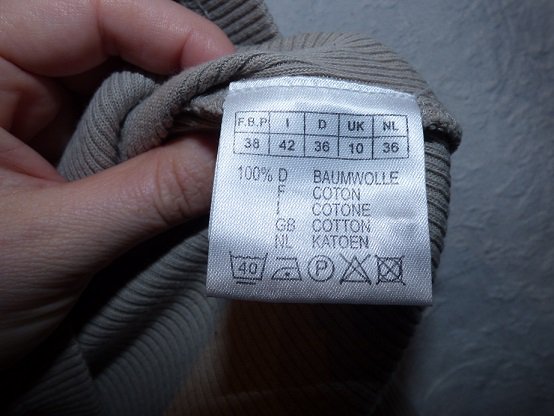 F.B.P I D UK NL
38 42 36 10 36
100% D BAUMWOLLE
F COTON
I COTONE
GB COTTON
NL KATOEN
40 P